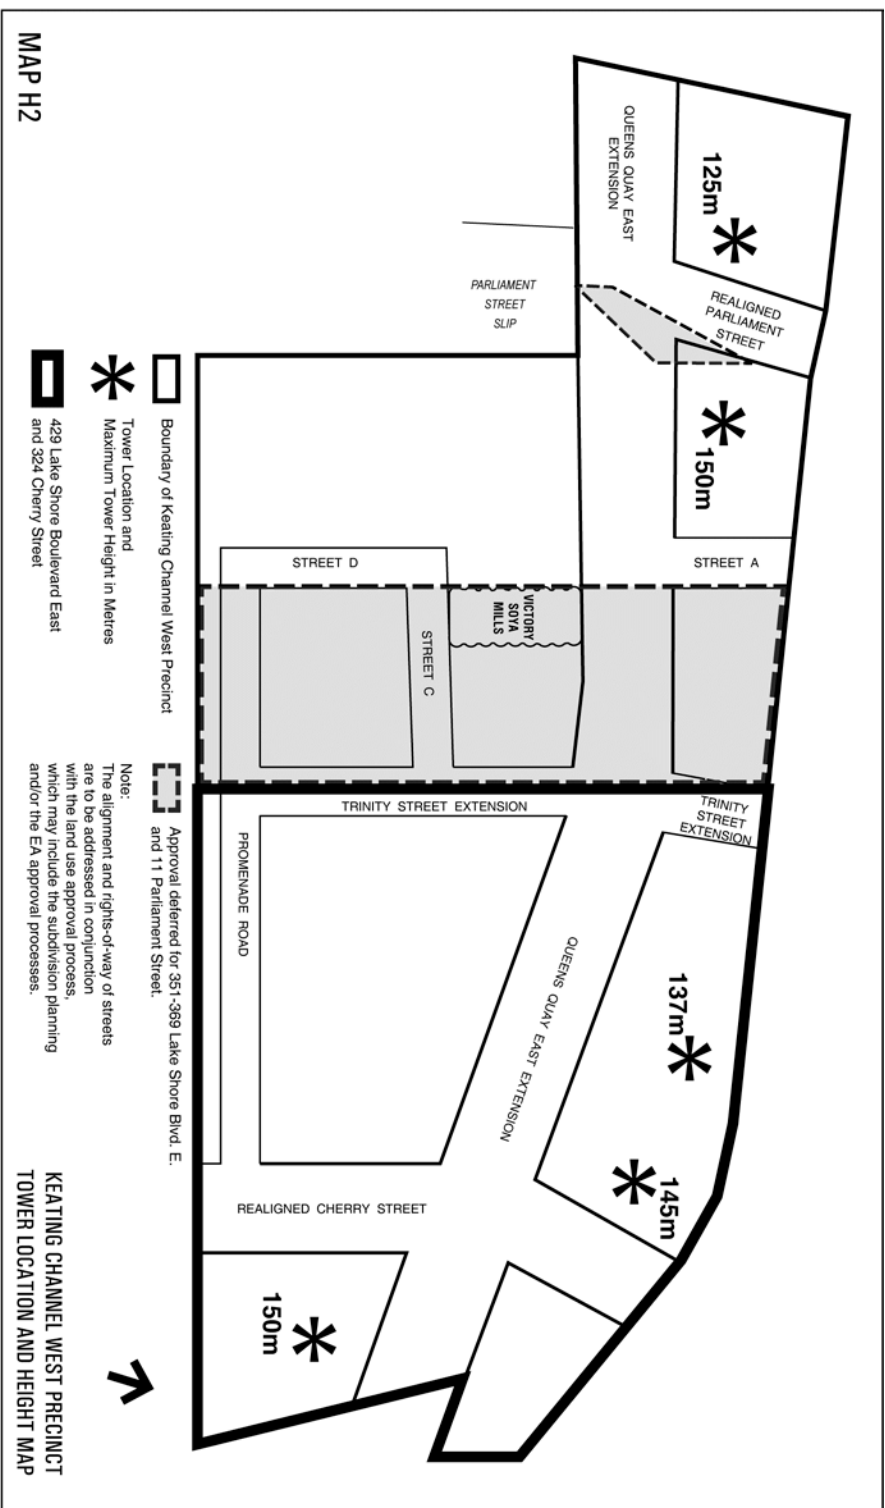 125m
QUEENS QUAY EAST
EXTENSION
REALIGNED
PARLIAMENT
STREET
PARLIAMENT
STREET
SLIP
150m
STREET A
STREET D
VICTORY
SOYA
MILLS
STREET C
TRINITY STREET EXTENSION
TRINITY
STREET
EXTENSION
PROMENADE ROAD
QUEENS QUAY EAST EXTENSION
137m
145m
REALIGNED CHERRY STREET
150m
MAP H2
Boundary of Keating Channel West Precinct
Tower Location and
Maximum Tower Height in Metres
429 Lake Shore Boulevard East
and 324 Cherry Street
Approval deferred for 351-369 Lake Shore Blvd. E.
and 11 Parliament Street.
Note:
The alignment and rights-of-way of streets
are to be addressed in conjunction
with the land use approval process,
which may include the subdivision planning
and/or the EA approval processes.
KEATING CHANNEL WEST PRECINCT
TOWER LOCATION AND HEIGHT MAP